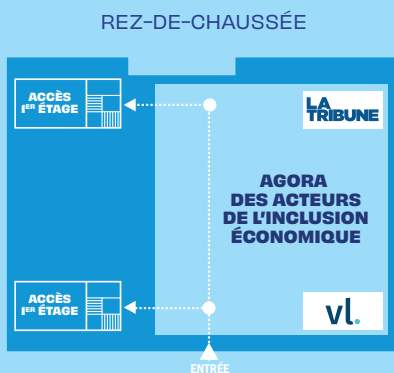 REZ-DE-CHAUSSÉE
ACCÈS
1ER ÉTAGE
LA
TRIBUNE
AGORA
DES ACTEURS
DE L'INCLUSION
ÉCONOMIQUE
ACCÈS
1ER ÉTAGE
vl.
ENTRÉE